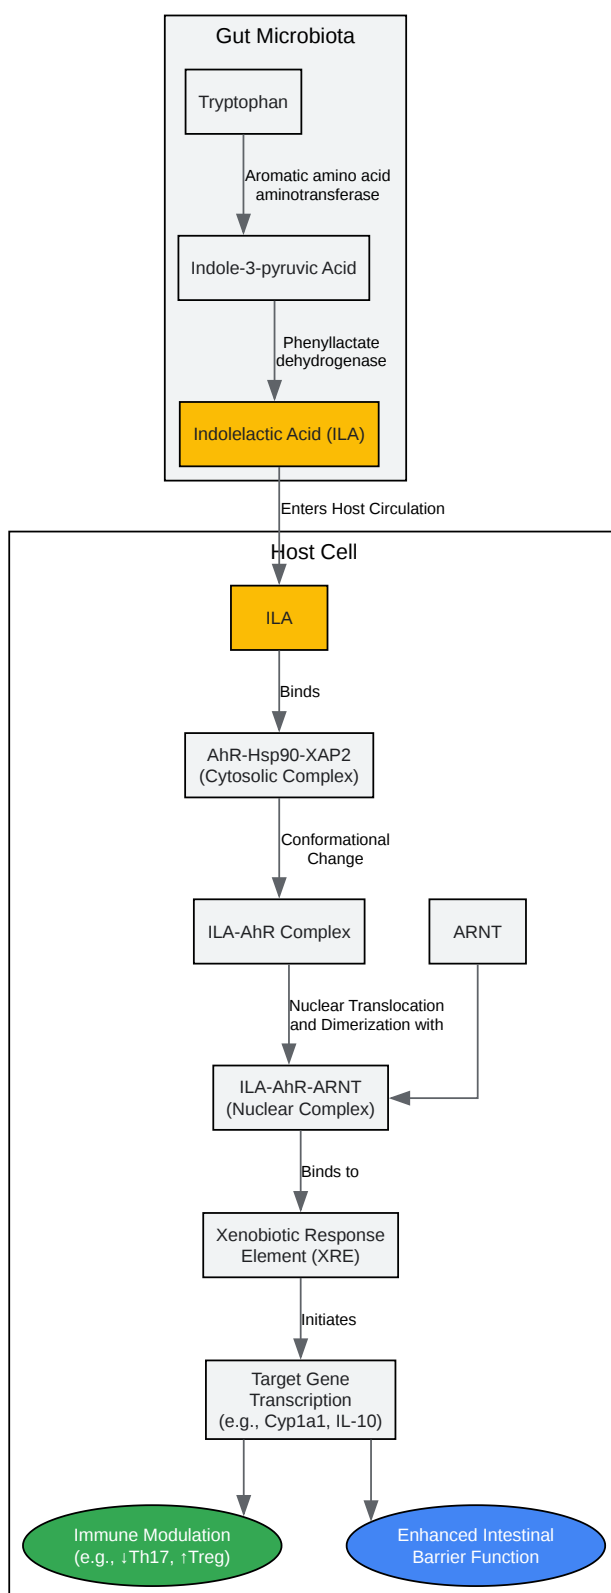 Gut Microbiota
Tryptophan
Aromatic amino acid
aminotransferase
Indole-3-pyruvic Acid
Phenyllactate
dehydrogenase
Indolelactic Acid (ILA)
Enters Host Circulation
Host Cell
ILA
Binds
AhR-Hsp90-XAP2
(Cytosolic Complex)
Conformational
Change
ILA-AhR Complex
ARNT
Nuclear Translocation
and Dimerization with
ILA-AhR-ARNT
(Nuclear Complex)
Binds to
Xenobiotic Response
Element (XRE)
Initiates
Target Gene
Transcription
(e.g., Cyp1a1, IL-10)
Immune Modulation
(e.g., ↓Th17, ↑Treg)
Enhanced Intestinal
Barrier Function